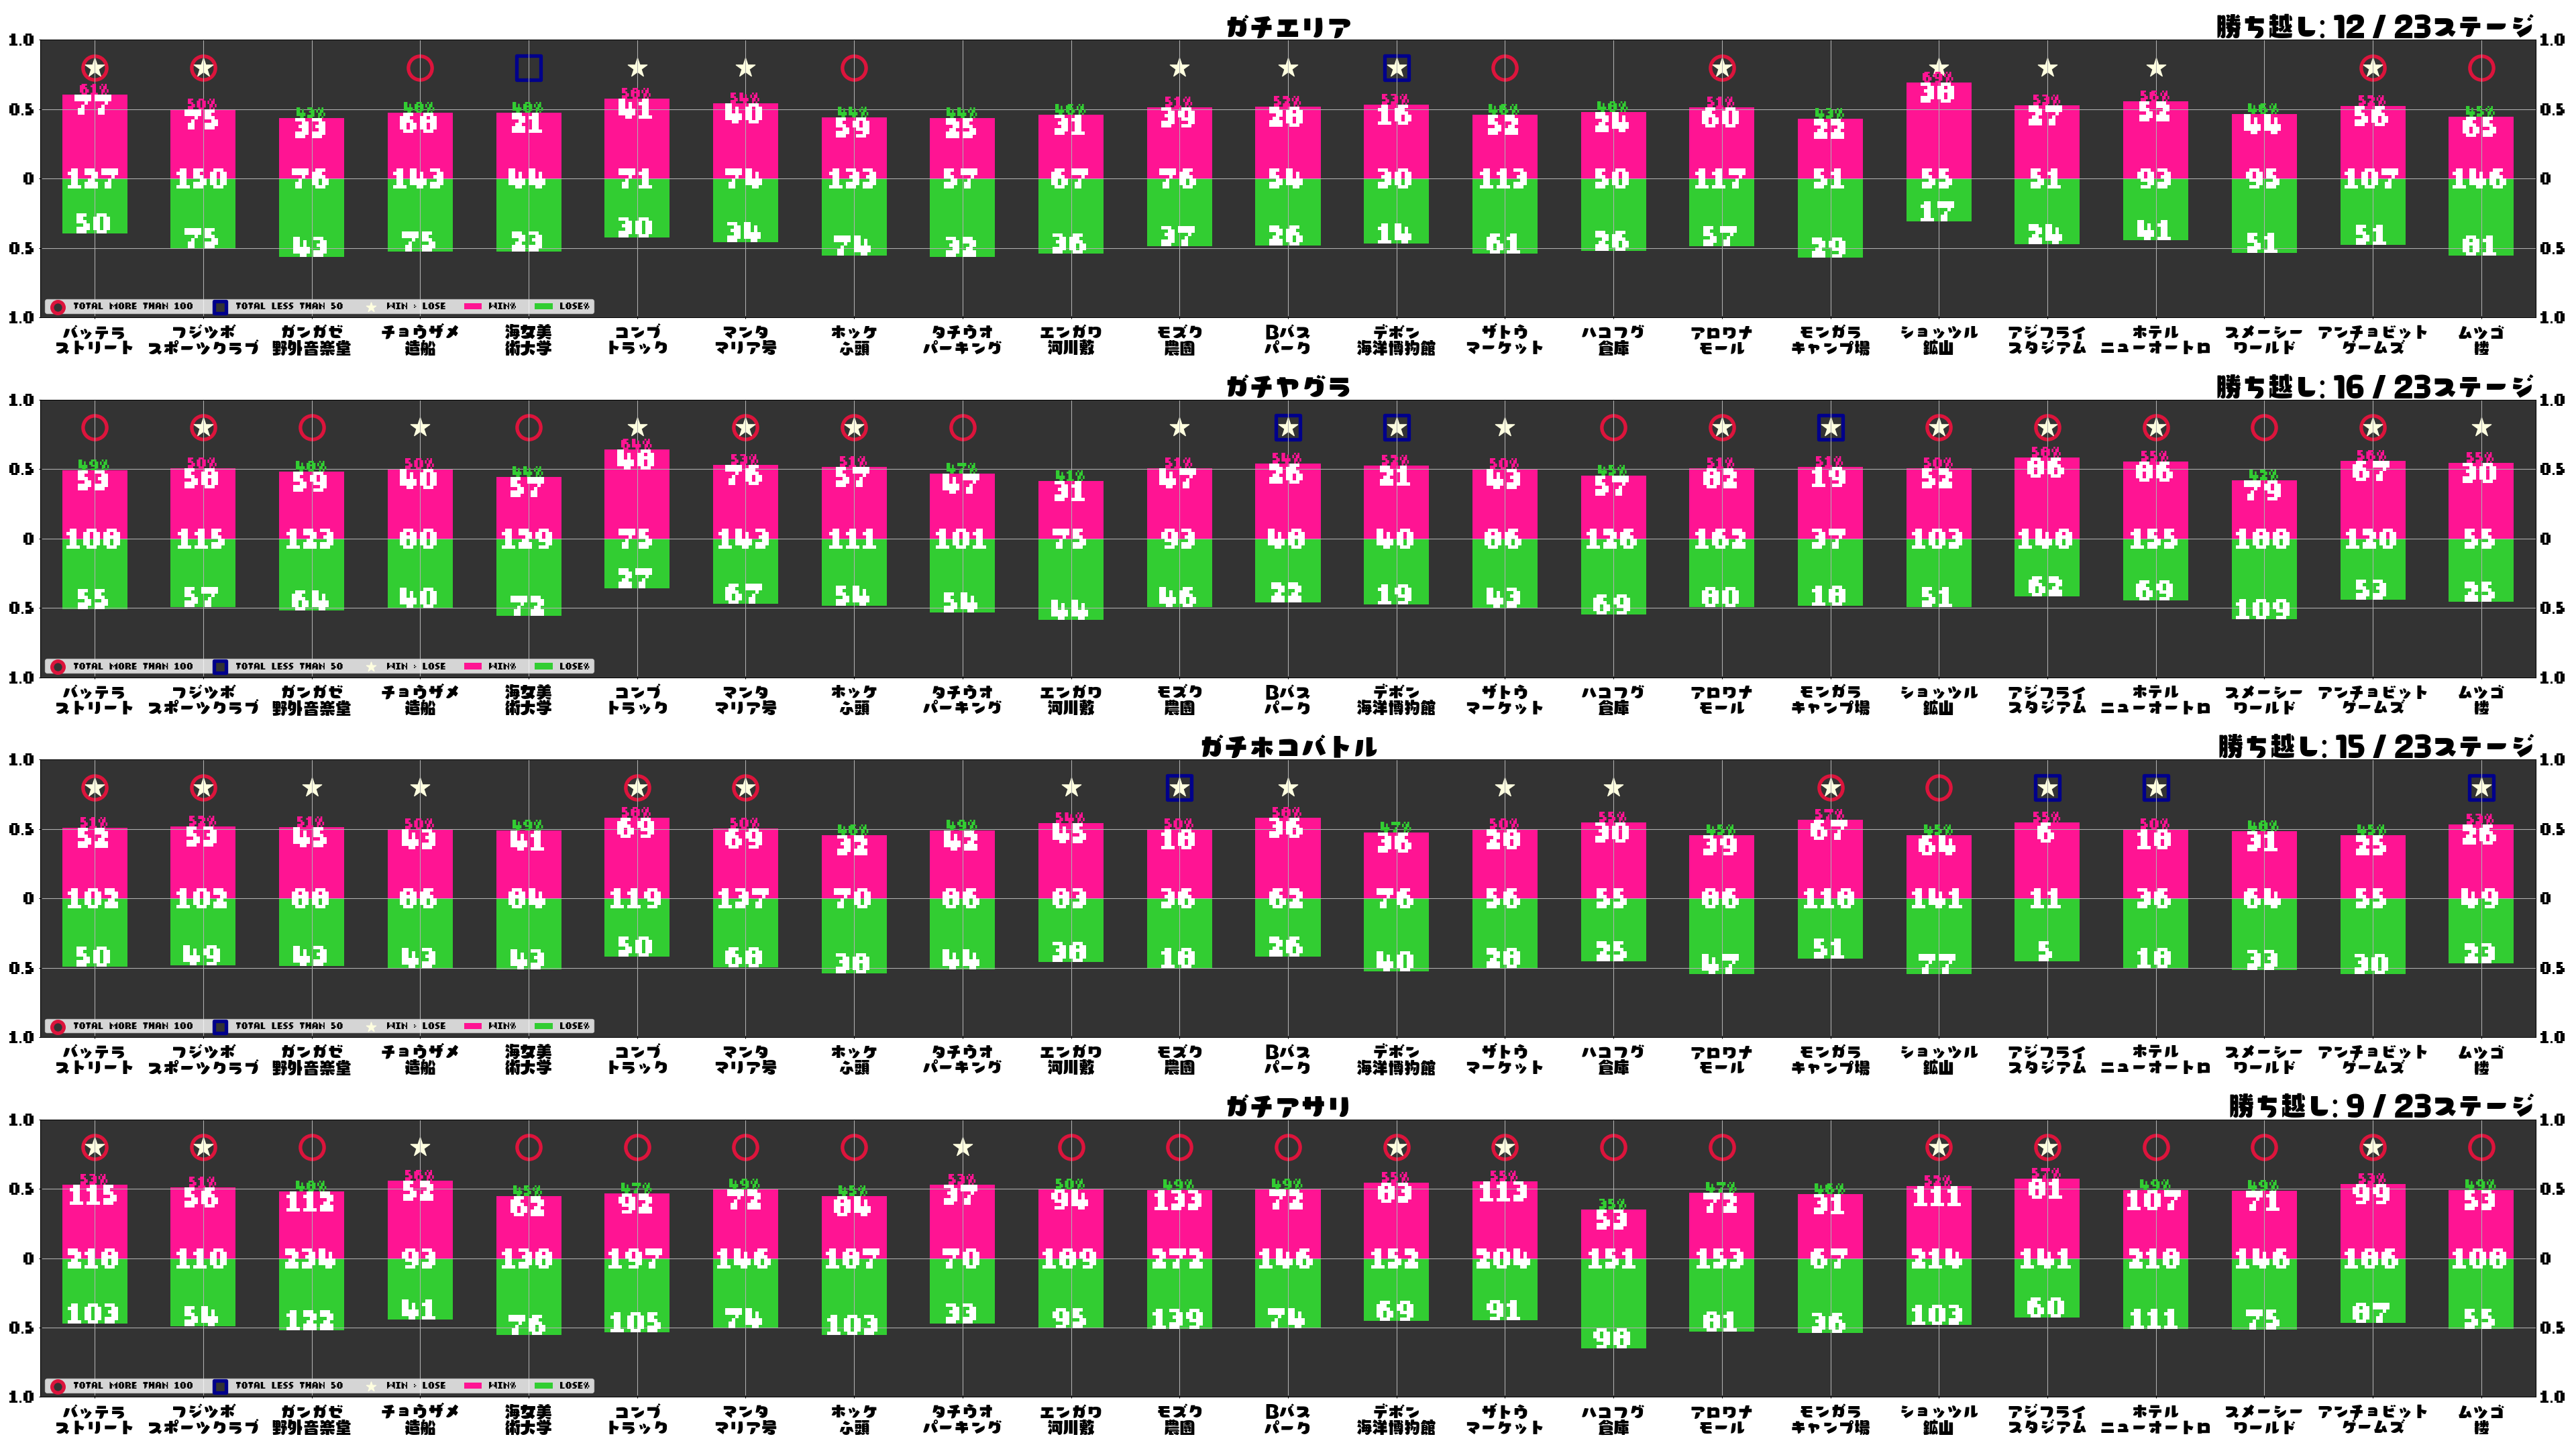 ガチエリア 勝ち越し: 12 / 23ステージ
1.0 1.0
61% 50% 43% 48% 48% 58% 54% 44% 44% 46% 51% 52% 53% 46% 48% 51% 43% 69% 53% 56% 46% 52% 45%
0.5 77 75 33 68 21 41 40 59 25 31 39 28 16 52 24 60 22 38 27 52 44 56 65 0.5
0 127 150 76 143 44 71 74 133 57 67 76 54 30 113 50 117 51 55 51 93 95 107 146 0
0.5 50 75 43 75 23 30 34 74 32 36 37 26 14 61 26 57 29 17 24 41 51 51 81 0.5
TOTAL MORE THAN 100 TOTAL LESS THAN 50 WIN > LOSE WIN% LOSE%
1.0 1.0
バッテラ フジツボ ガンガゼ チョウザメ 海女美 コンブ マンタ ホッケ タチウオ エンガワ モズク Bバス デボン ザトウ ハコフグ アロワナ モンガラ ショッツル アジフライ ホテル スメーシー アンチョビット ムツゴ
ストリート スポーツクラブ 野外音楽堂 造船 術大学 トラック マリア号 ふ頭 パーキング 河川敷 農園 パーク 海洋博物館 マーケット 倉庫 モール キャンプ場 鉱山 スタジアム ニューオートロ ワールド ゲームズ 楼
ガチヤグラ 勝ち越し: 16 / 23ステージ
1.0 1.0
49% 50% 48% 50% 44% 64% 53% 51% 47% 41% 51% 54% 52% 50% 45% 51% 51% 50% 58% 55% 42% 56% 55%
0.5 53 58 59 40 57 48 76 57 47 31 47 26 21 43 57 82 19 52 86 86 79 67 30 0.5
0 108 115 123 80 129 75 143 111 101 75 93 48 40 86 126 162 37 103 148 155 188 120 55 0
0.5 55 57 64 40 72 27 67 54 54 44 46 22 19 43 69 80 18 51 62 69 109 53 25 0.5
TOTAL MORE THAN 100 TOTAL LESS THAN 50 WIN > LOSE WIN% LOSE%
1.0 1.0
バッテラ フジツボ ガンガゼ チョウザメ 海女美 コンブ マンタ ホッケ タチウオ エンガワ モズク Bバス デボン ザトウ ハコフグ アロワナ モンガラ ショッツル アジフライ ホテル スメーシー アンチョビット ムツゴ
ストリート スポーツクラブ 野外音楽堂 造船 術大学 トラック マリア号 ふ頭 パーキング 河川敷 農園 パーク 海洋博物館 マーケット 倉庫 モール キャンプ場 鉱山 スタジアム ニューオートロ ワールド ゲームズ 楼
ガチホコバトル 勝ち越し: 15 / 23ステージ
1.0 1.0
51% 52% 51% 50% 49% 58% 50% 46% 49% 54% 50% 58% 47% 50% 55% 45% 57% 45% 55% 50% 48% 45% 53%
0.5 52 53 45 43 41 69 69 32 42 45 18 36 36 28 30 39 67 64 6 18 31 25 26 0.5
0 102 102 88 86 84 119 137 70 86 83 36 62 76 56 55 86 118 141 11 36 64 55 49 0
0.5 50 49 43 43 43 50 68 38 44 38 18 26 40 28 25 47 51 77 5 18 33 30 23 0.5
TOTAL MORE THAN 100 TOTAL LESS THAN 50 WIN > LOSE WIN% LOSE%
1.0 1.0
バッテラ フジツボ ガンガゼ チョウザメ 海女美 コンブ マンタ ホッケ タチウオ エンガワ モズク Bバス デボン ザトウ ハコフグ アロワナ モンガラ ショッツル アジフライ ホテル スメーシー アンチョビット ムツゴ
ストリート スポーツクラブ 野外音楽堂 造船 術大学 トラック マリア号 ふ頭 パーキング 河川敷 農園 パーク 海洋博物館 マーケット 倉庫 モール キャンプ場 鉱山 スタジアム ニューオートロ ワールド ゲームズ 楼
ガチアサリ 勝ち越し: 9 / 23ステージ
1.0 1.0
53% 51% 48% 56% 45% 47% 49% 45% 53% 50% 49% 49% 55% 55% 35% 47% 46% 52% 57% 49% 49% 53% 49%
0.5 115 56 112 52 62 92 72 84 37 94 133 72 83 113 53 72 31 111 81 107 71 99 53 0.5
0 218 110 234 93 138 197 146 187 70 189 272 146 152 204 151 153 67 214 141 218 146 186 108 0
0.5 103 54 122 41 76 105 74 103 33 95 139 74 69 91 98 81 36 103 60 111 75 87 55 0.5
TOTAL MORE THAN 100 TOTAL LESS THAN 50 WIN > LOSE WIN% LOSE%
1.0 1.0
バッテラ フジツボ ガンガゼ チョウザメ 海女美 コンブ マンタ ホッケ タチウオ エンガワ モズク Bバス デボン ザトウ ハコフグ アロワナ モンガラ ショッツル アジフライ ホテル スメーシー アンチョビット ムツゴ
ストリート スポーツクラブ 野外音楽堂 造船 術大学 トラック マリア号 ふ頭 パーキング 河川敷 農園 パーク 海洋博物館 マーケット 倉庫 モール キャンプ場 鉱山 スタジアム ニューオートロ ワールド ゲームズ 楼